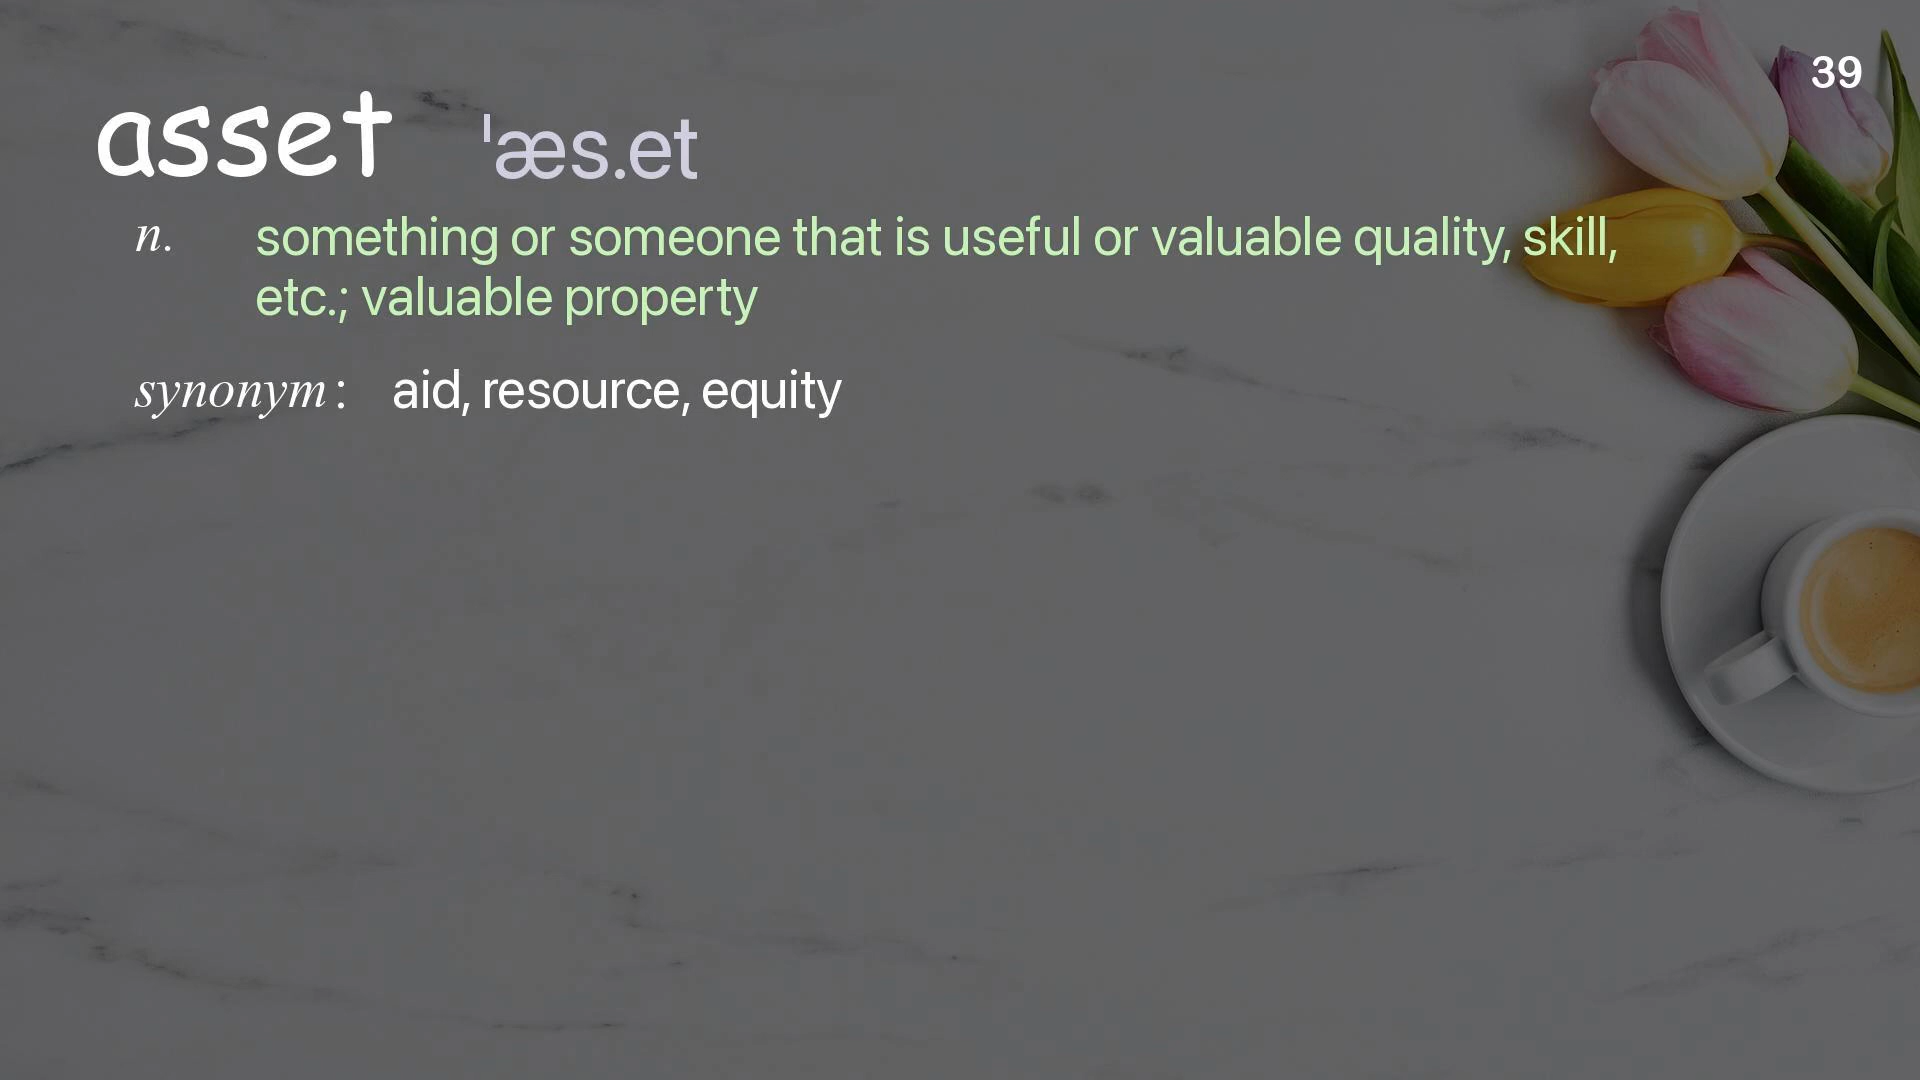 39
asset ˈæs.et
n. something or someone that is useful or valuable quality, skill,
etc.; valuable property
synonym: aid, resource, equity